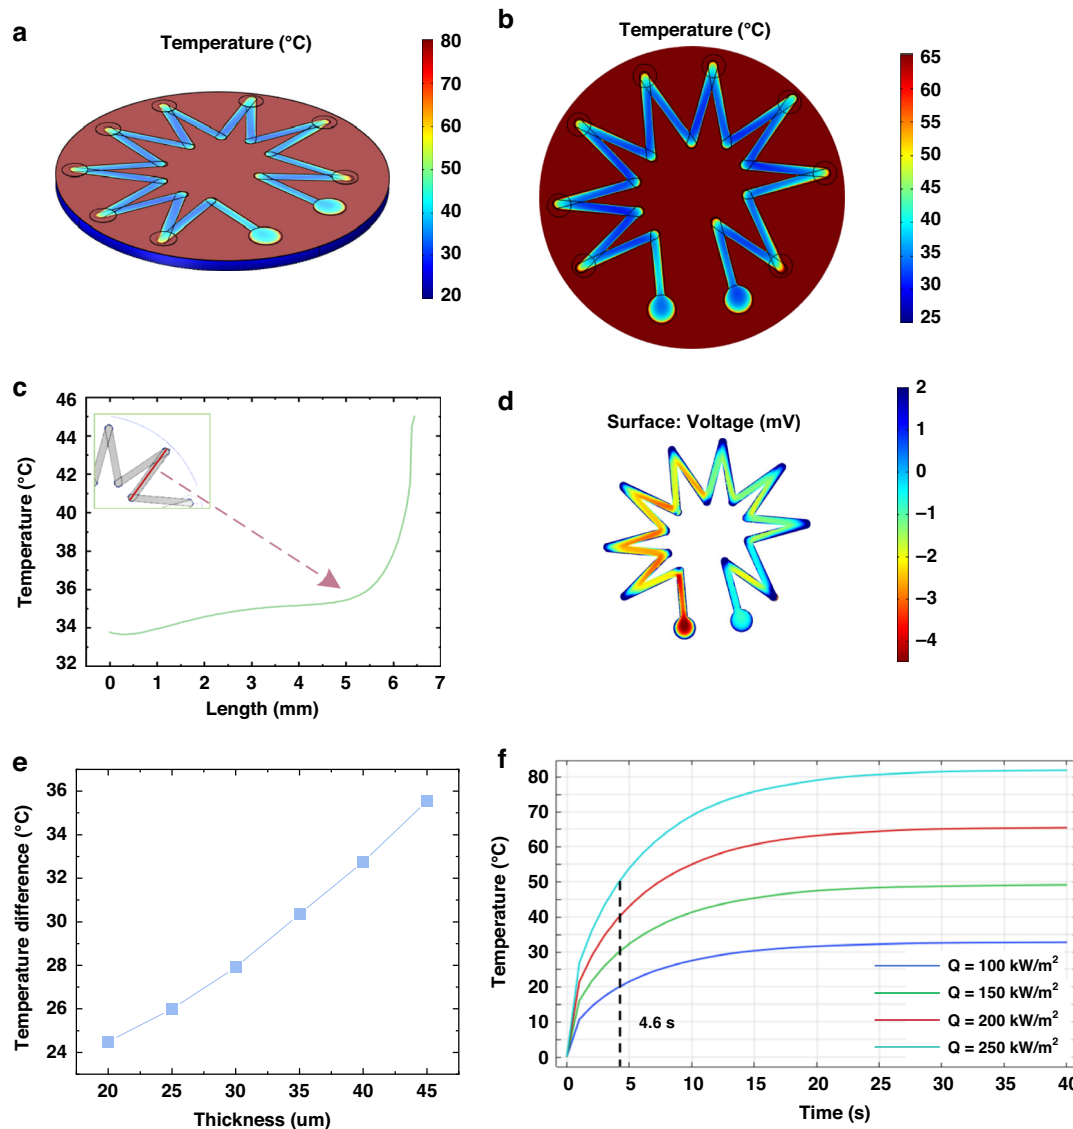 a
Temperature (°C)
80
70
60
50
40
30
20
b
Temperature (°C)
65
60
55
50
45
40
35
30
25
c
46
44
42
40
38
36
34
32
Temperature (°C)
0 1 2 3 4 5 6 7
Length (mm)
d
Surface: Voltage (mV)
2
1
0
−1
−2
−3
−4
e
36
34
32
30
28
26
24
Temperature difference (°C)
20 25 30 35 40 45
Thickness (um)
f
80
70
60
50
40
30
20
10
0
Temperature (°C)
4.6 s
Q = 100 kW/m²
Q = 150 kW/m²
Q = 200 kW/m²
Q = 250 kW/m²
0 5 10 15 20 25 30 35 40
Time (s)